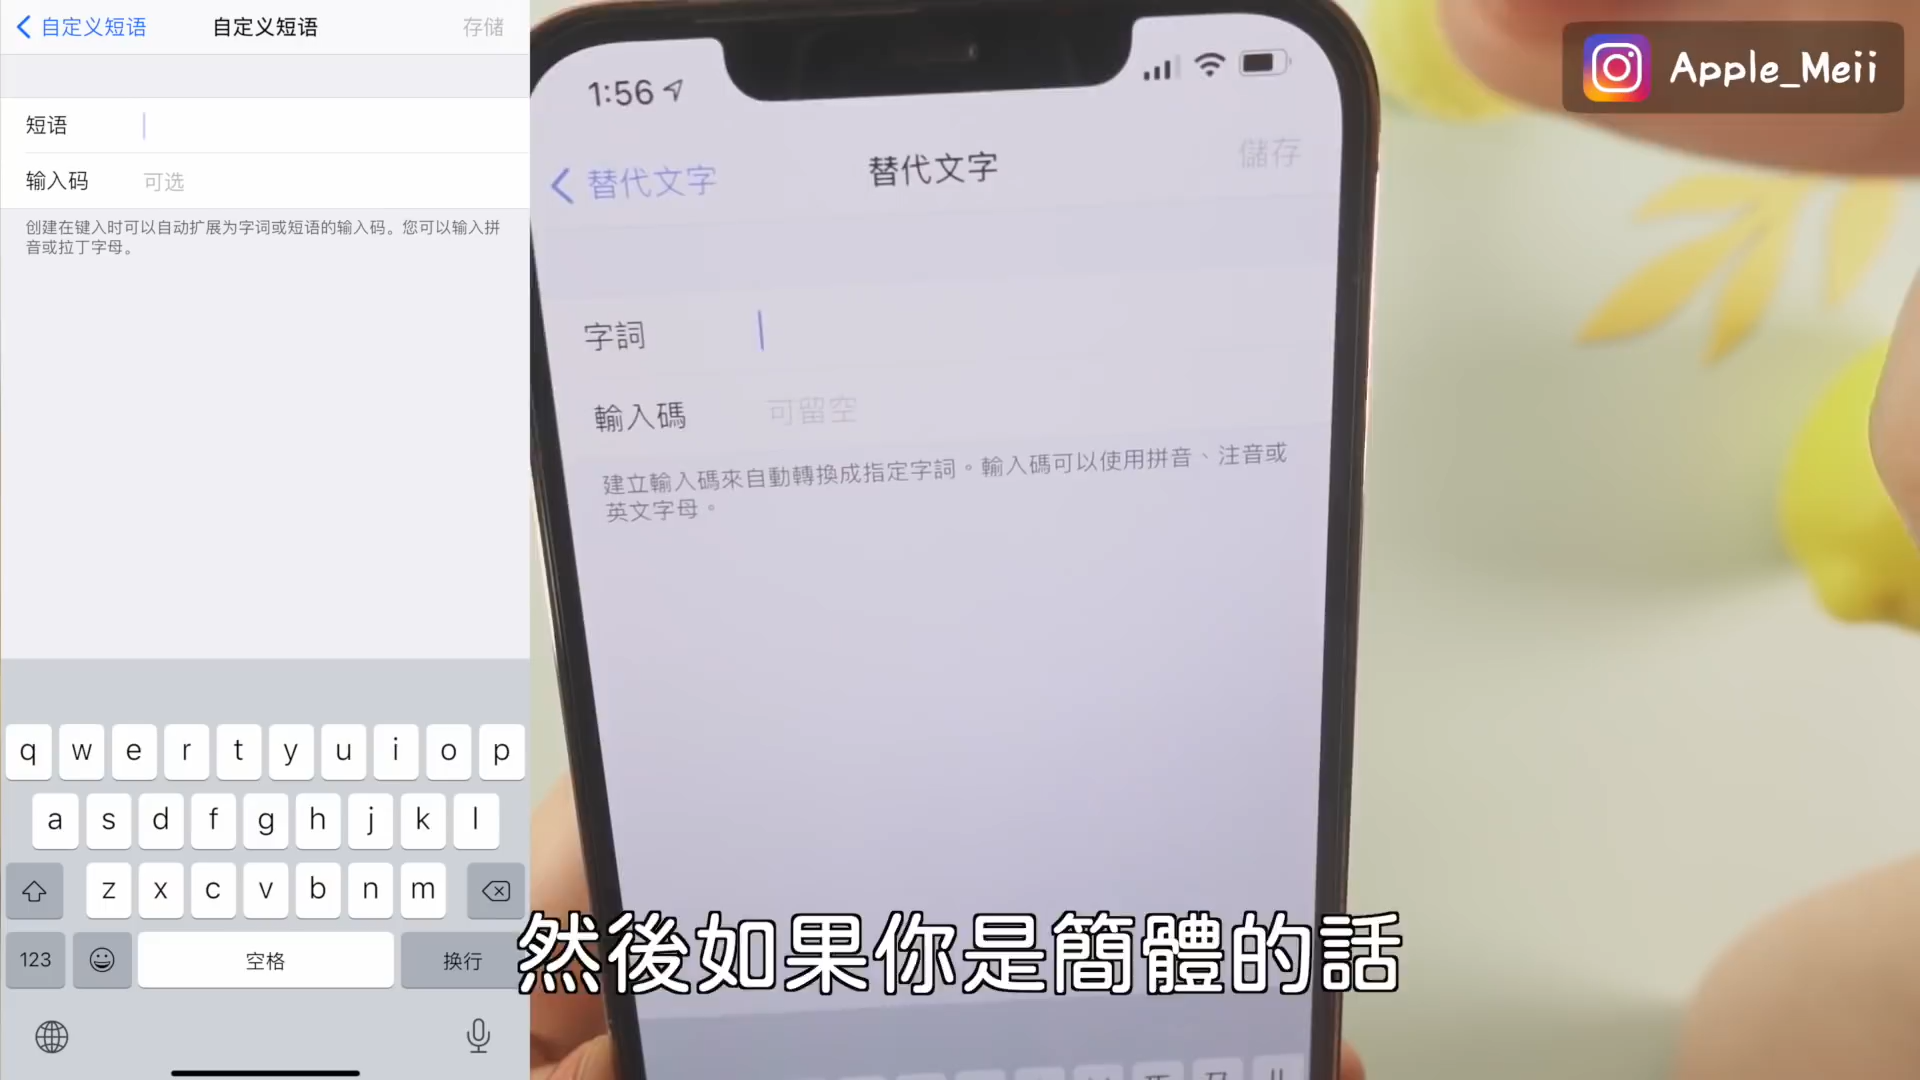 自定义短语
自定义短语
存储
短语
输入码
可选
创建在键入时可以自动扩展为字词或短语的输入码。您可以输入拼
音或拉丁字母。
q w e r t y u i o p
a s d f g h j k l
z x c v b n m
123
空格
换行
1:56
替代文字
替代文字
儲存
字詞
輸入碼
可留空
建立輸入碼來自動轉換成指定字詞。輸入碼可以使用拼音、注音或
英文字母。
Apple_Meii
然後如果你是簡體的話